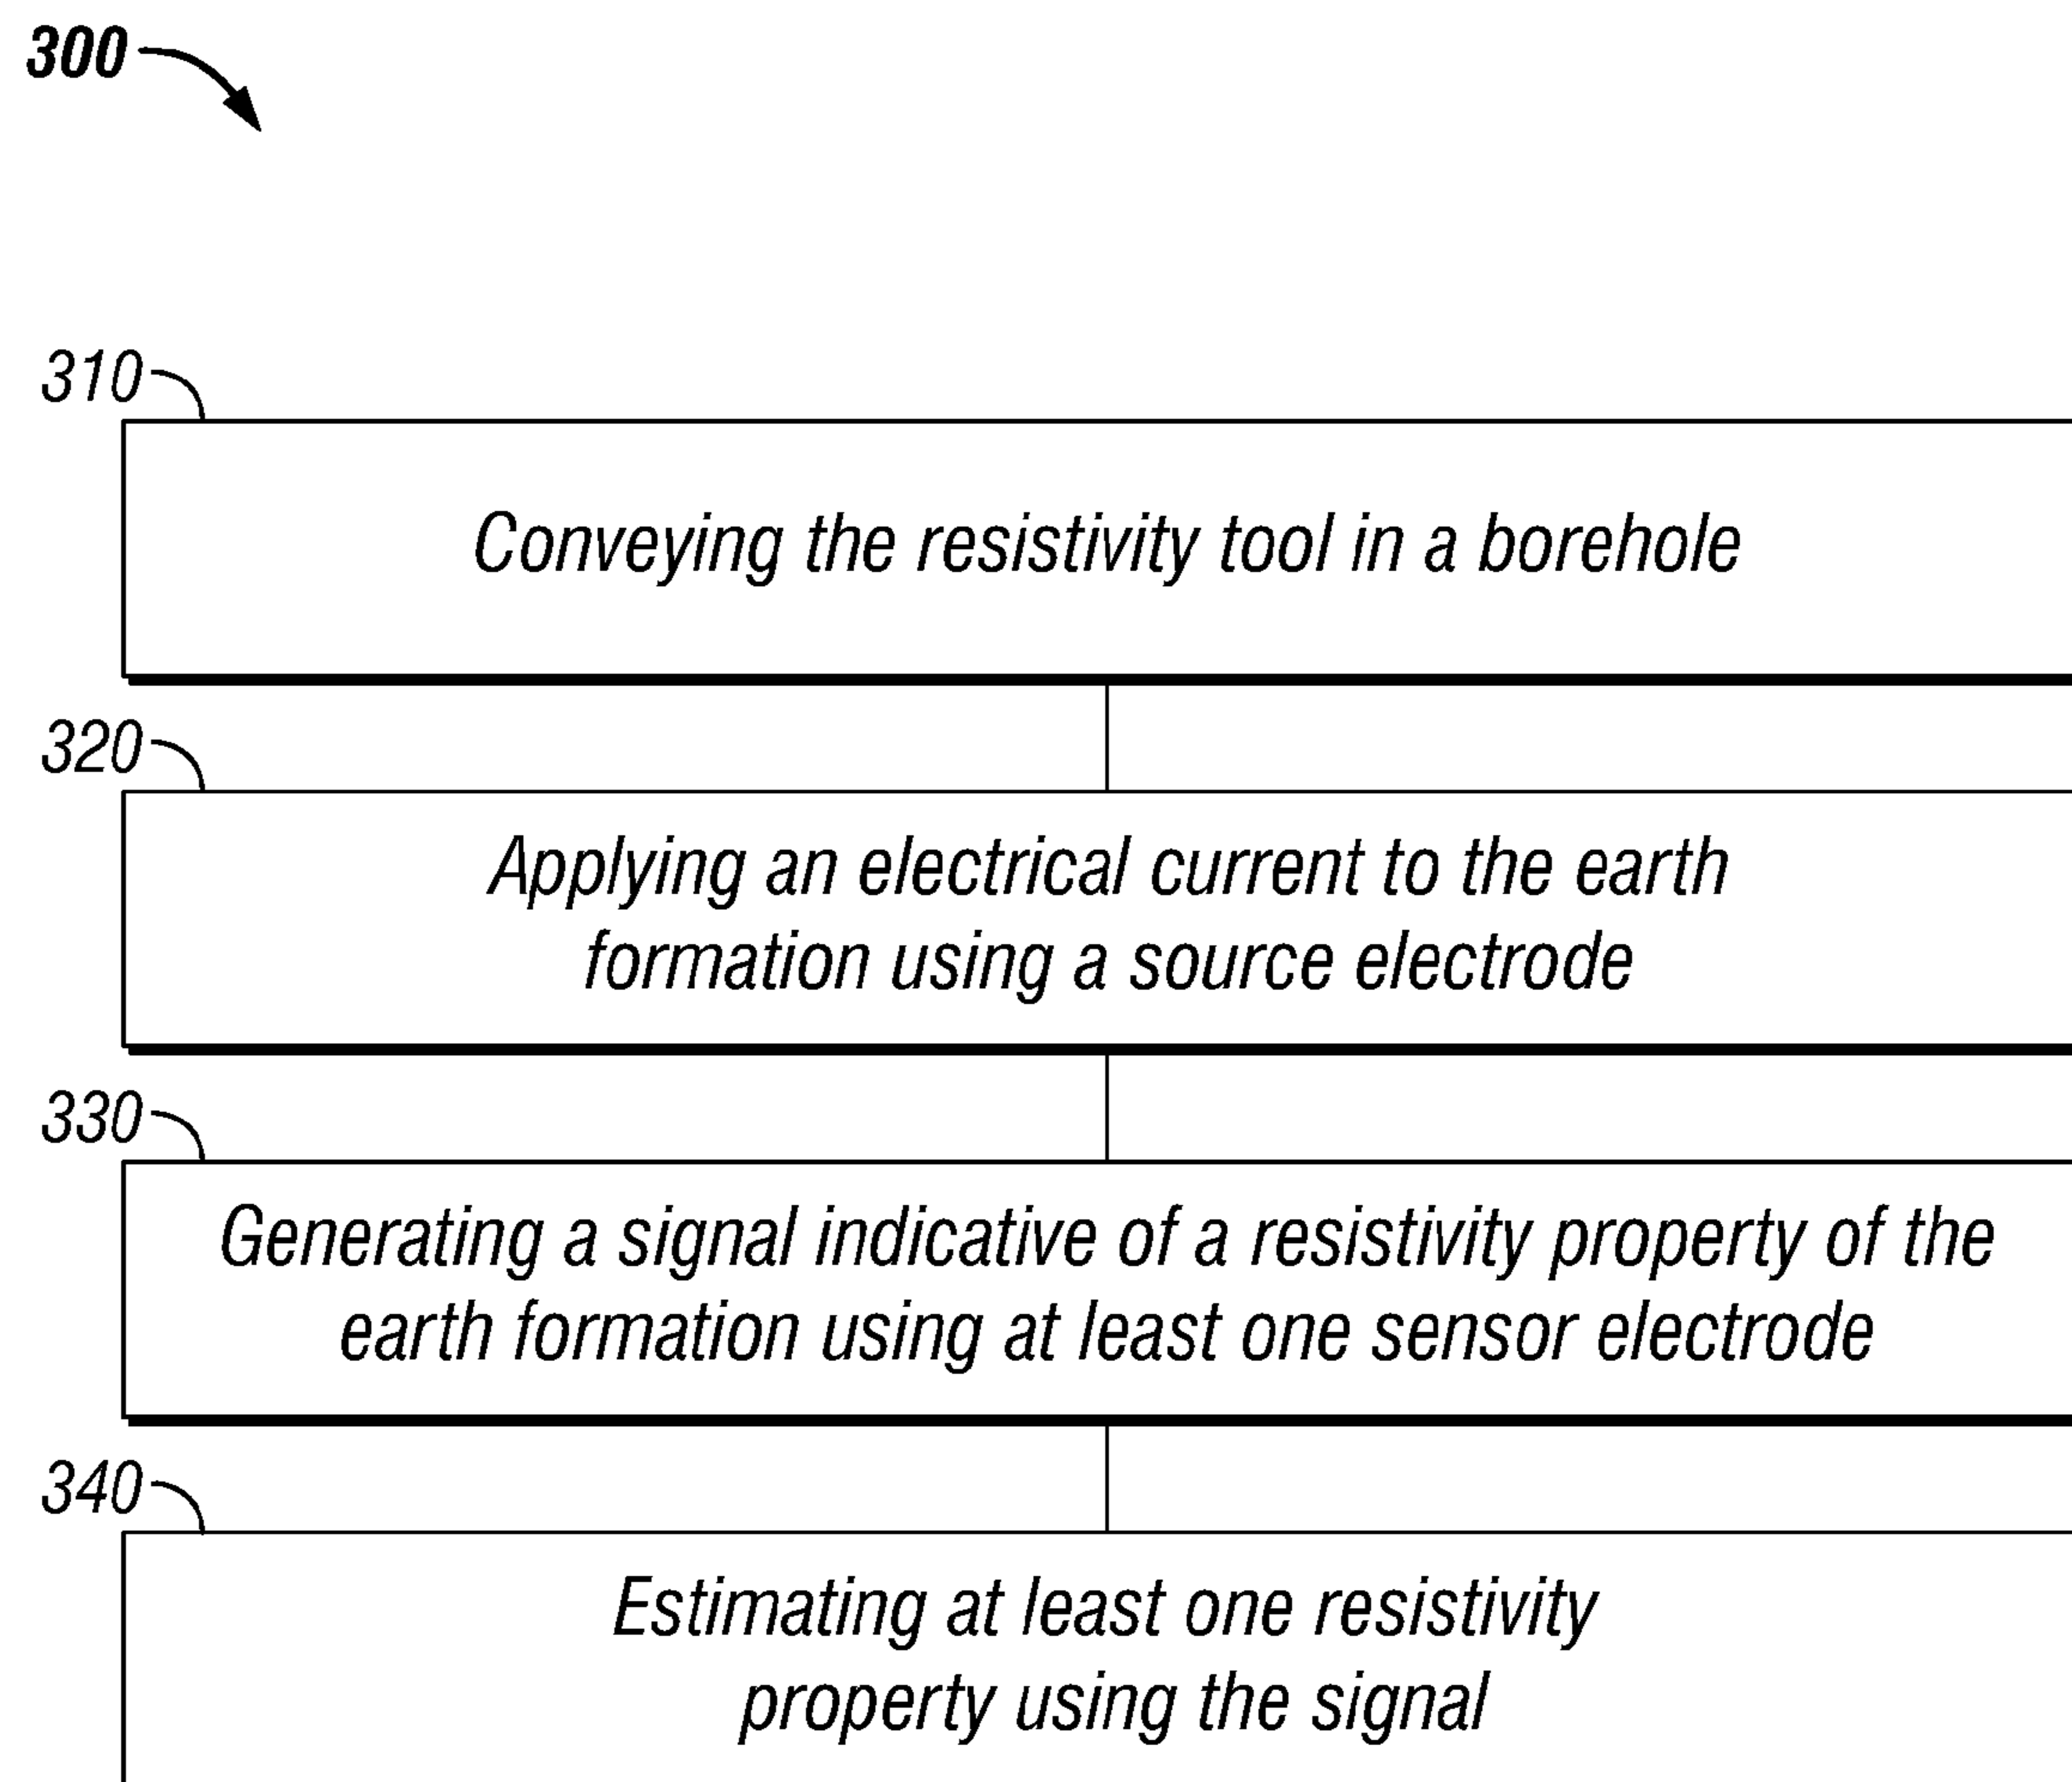 300
310
Conveying the resistivity tool in a borehole
320
Applying an electrical current to the earth
formation using a source electrode
330
Generating a signal indicative of a resistivity property of the
earth formation using at least one sensor electrode
340
Estimating at least one resistivity
property using the signal